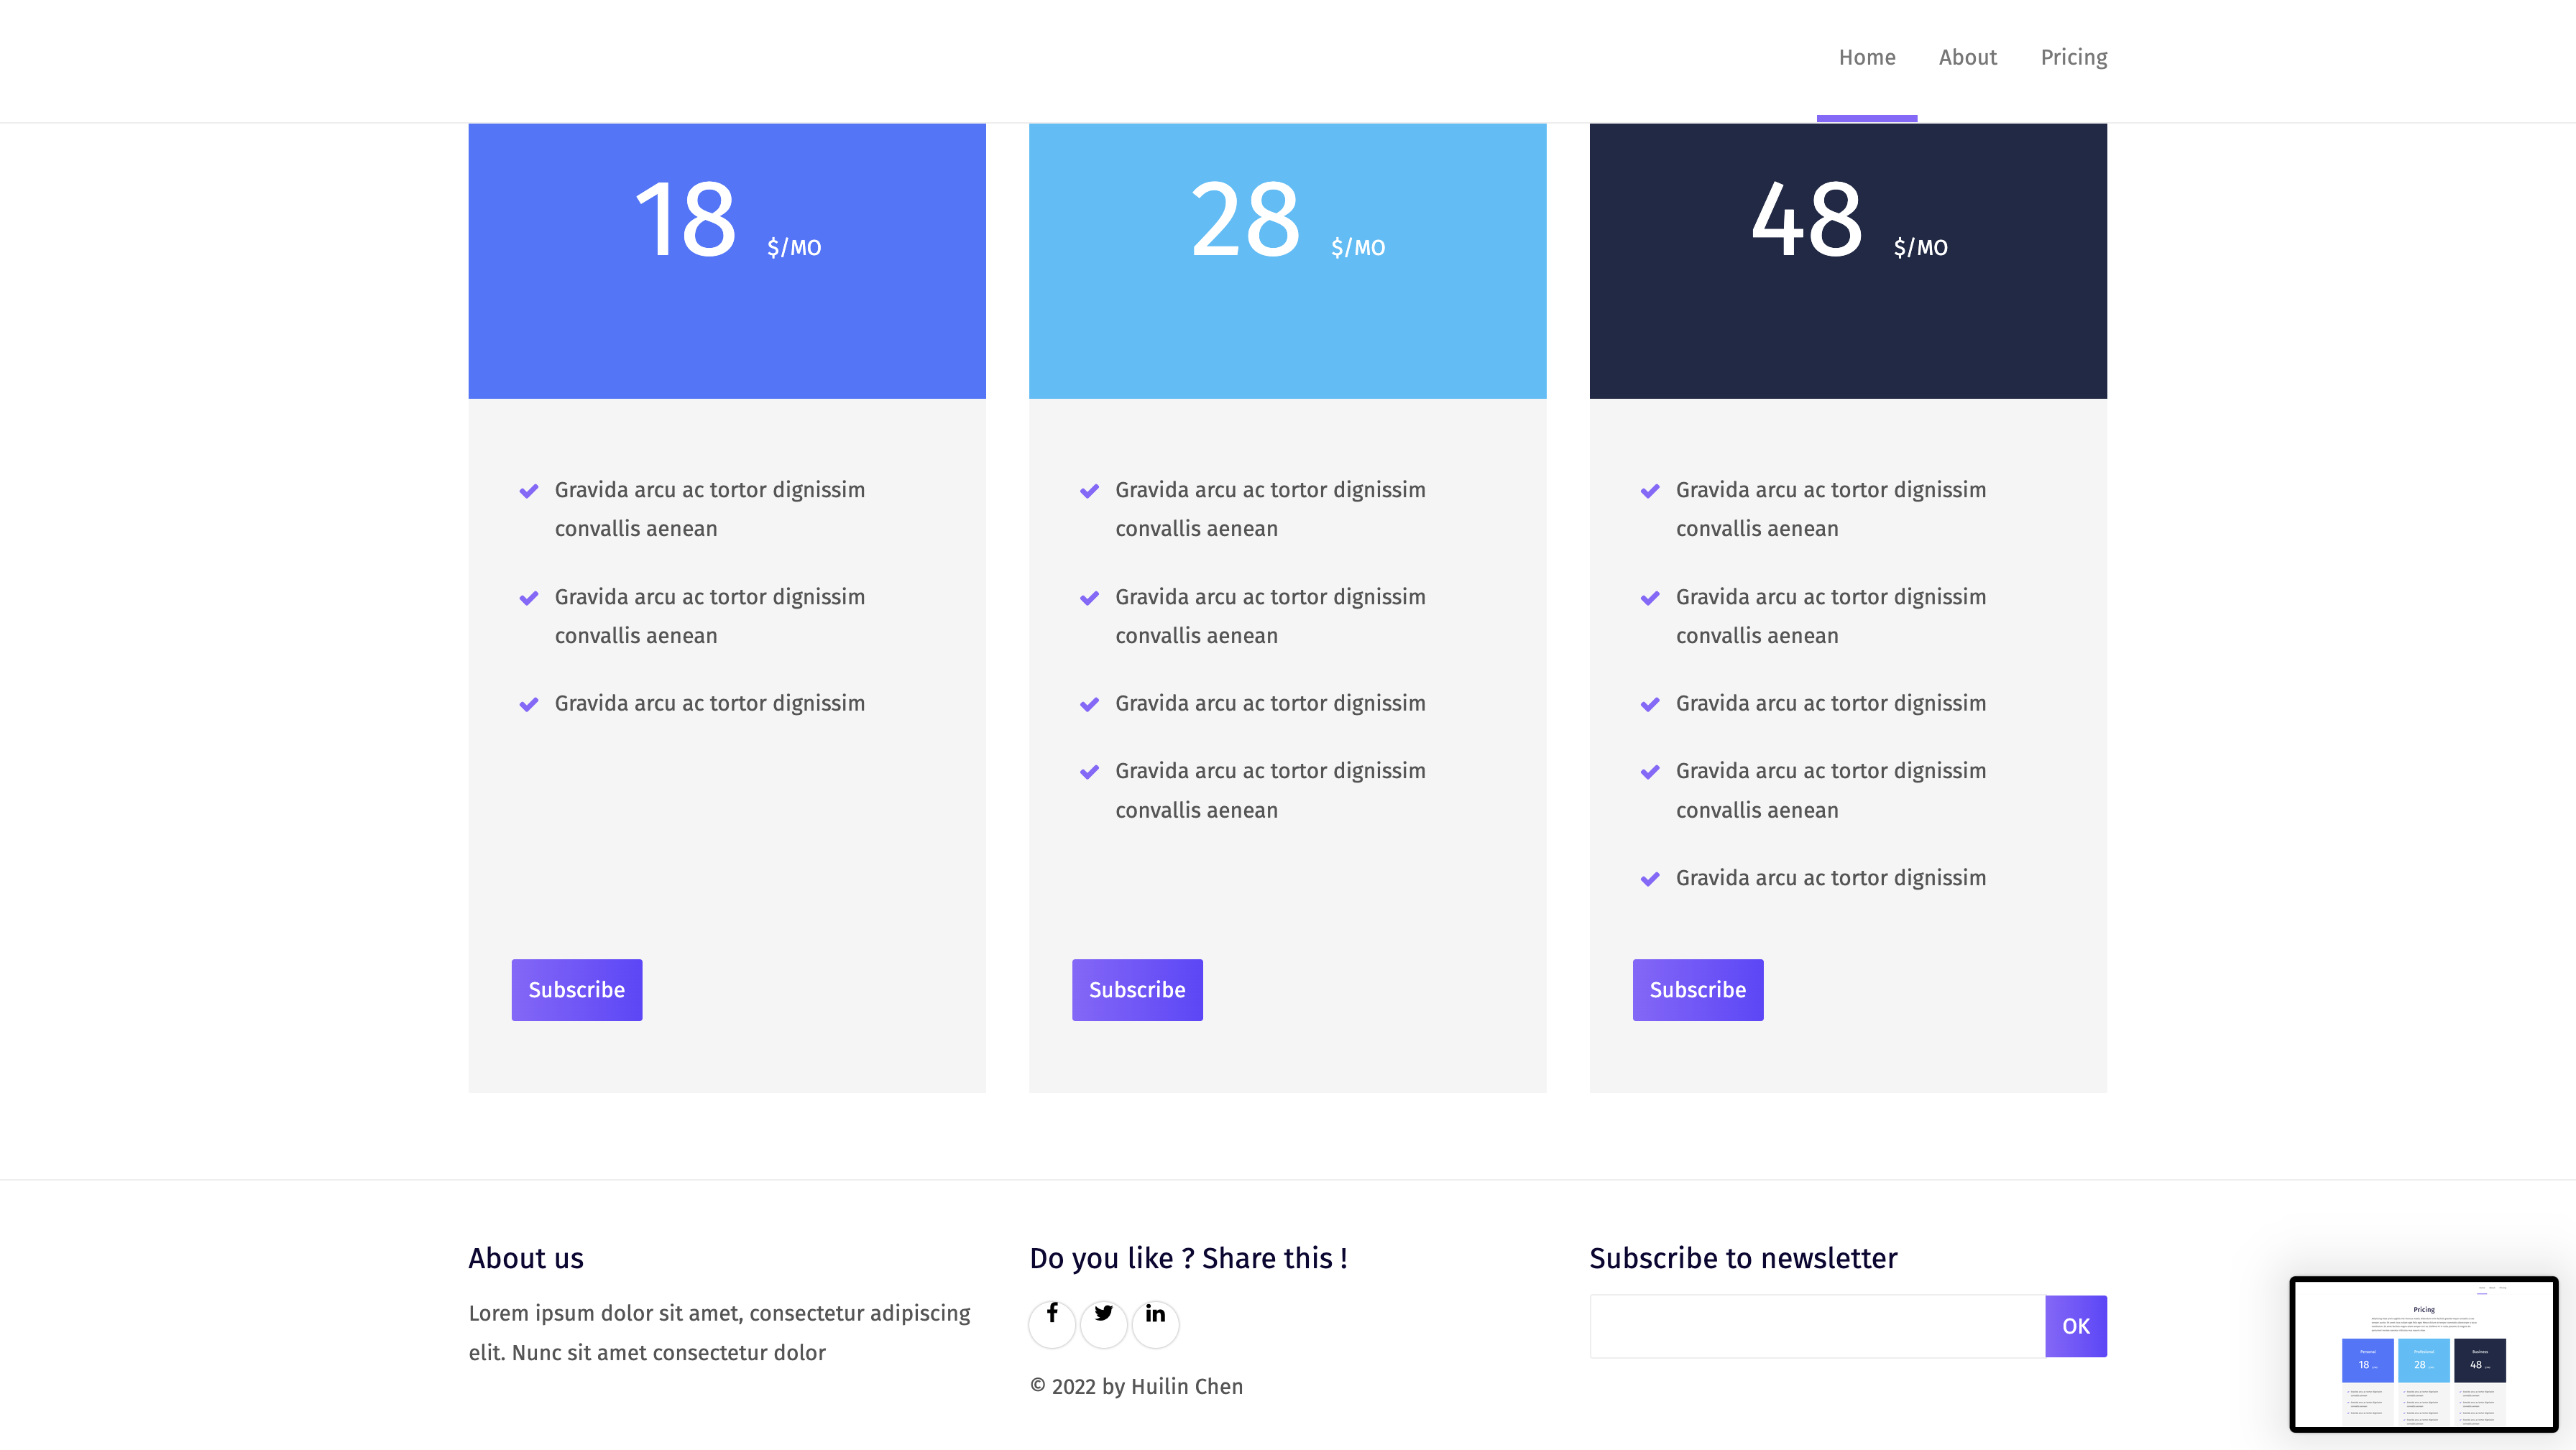 Home About Pricing
18 $/MO
Gravida arcu ac tortor dignissim
convallis aenean
Gravida arcu ac tortor dignissim
convallis aenean
Gravida arcu ac tortor dignissim
Subscribe
28 $/MO
Gravida arcu ac tortor dignissim
convallis aenean
Gravida arcu ac tortor dignissim
convallis aenean
Gravida arcu ac tortor dignissim
Gravida arcu ac tortor dignissim
convallis aenean
Subscribe
48 $/MO
Gravida arcu ac tortor dignissim
convallis aenean
Gravida arcu ac tortor dignissim
convallis aenean
Gravida arcu ac tortor dignissim
Gravida arcu ac tortor dignissim
convallis aenean
Gravida arcu ac tortor dignissim
Subscribe
About us
Lorem ipsum dolor sit amet, consectetur adipiscing
elit. Nunc sit amet consectetur dolor
Do you like ? Share this !
f in
© 2022 by Huilin Chen
Subscribe to newsletter
OK
Pricing
Personal
18
Professional
28
Business
48